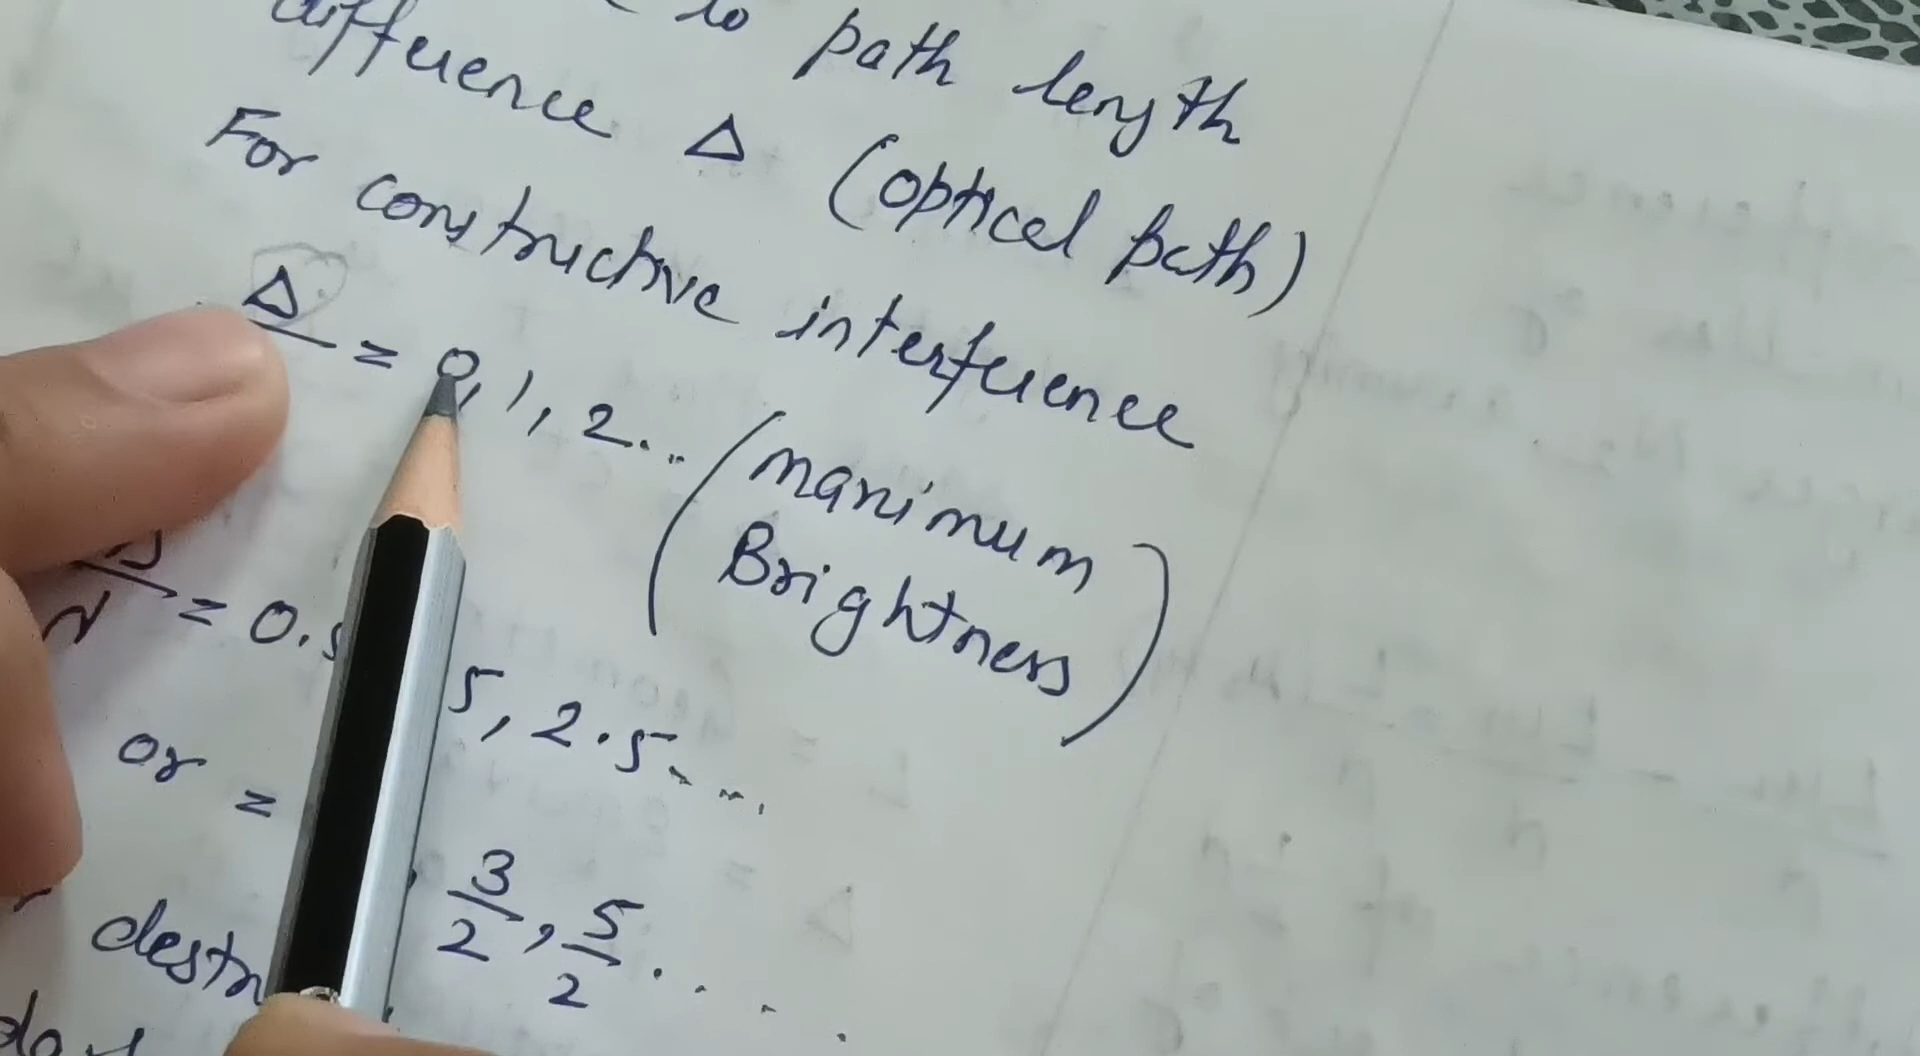 to path length
difference Δ (optical path)
For constructive interference
Δ = 0, 1, 2... (maximum
Brightness)
= 0.5 5, 2.5....
or =
3/2, 5/2 ....
destr